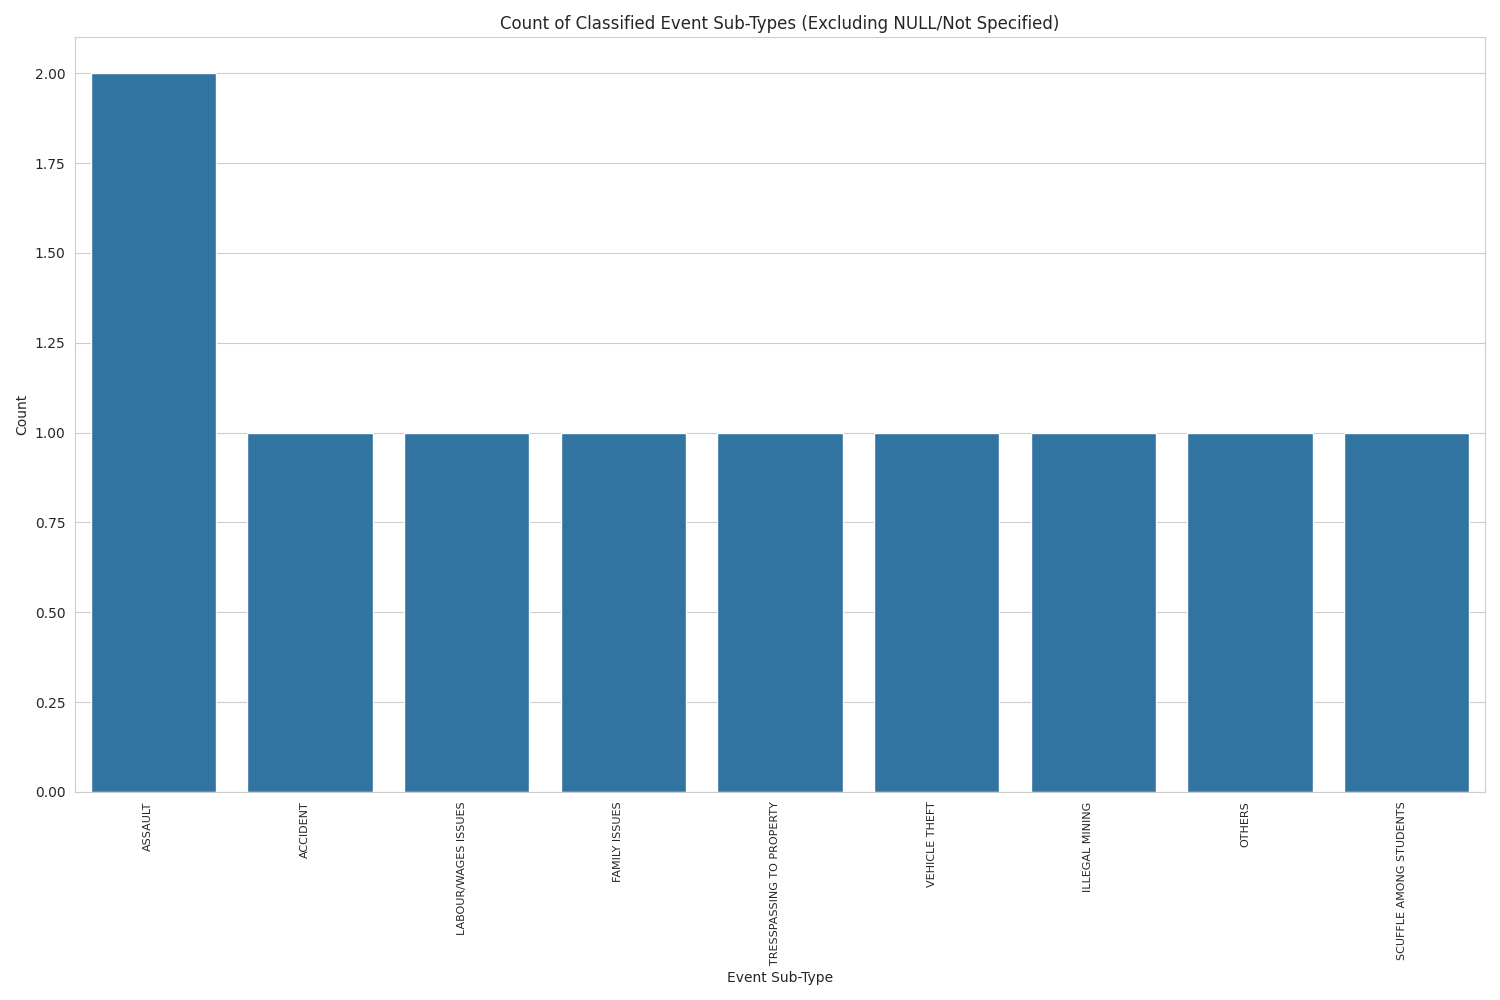 Count of Classified Event Sub-Types (Excluding NULL/Not Specified)
2.00
1.75
1.50
1.25
1.00
0.75
0.50
0.25
0.00
Count
ASSAULT
ACCIDENT
LABOUR/WAGES ISSUES
FAMILY ISSUES
TRESSPASSING TO PROPERTY
VEHICLE THEFT
ILLEGAL MINING
OTHERS
SCUFFLE AMONG STUDENTS
Event Sub-Type